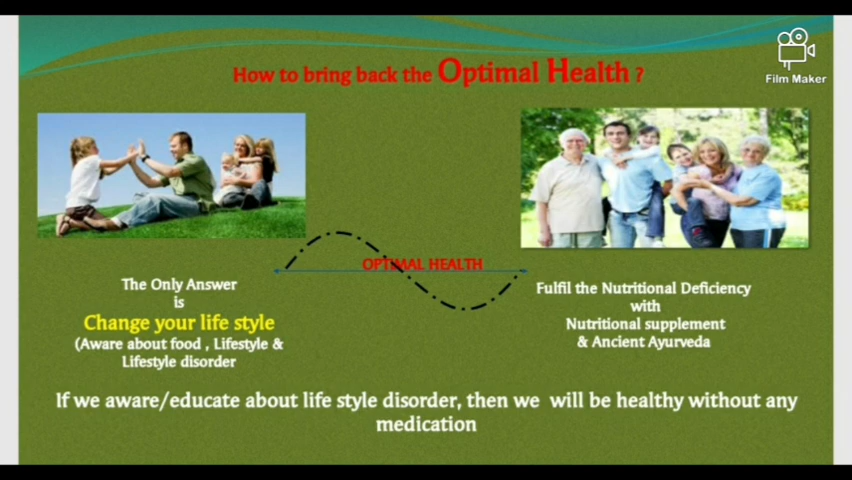 How to bring back the Optimal Health ?
Film Maker
OPTIMAL HEALTH
The Only Answer
is
Change your life style
(Aware about food , Lifestyle &
Lifestyle disorder
Fulfil the Nutritional Deficiency
with
Nutritional supplement
& Ancient Ayurveda
If we aware/educate about life style disorder, then we will be healthy without any
medication